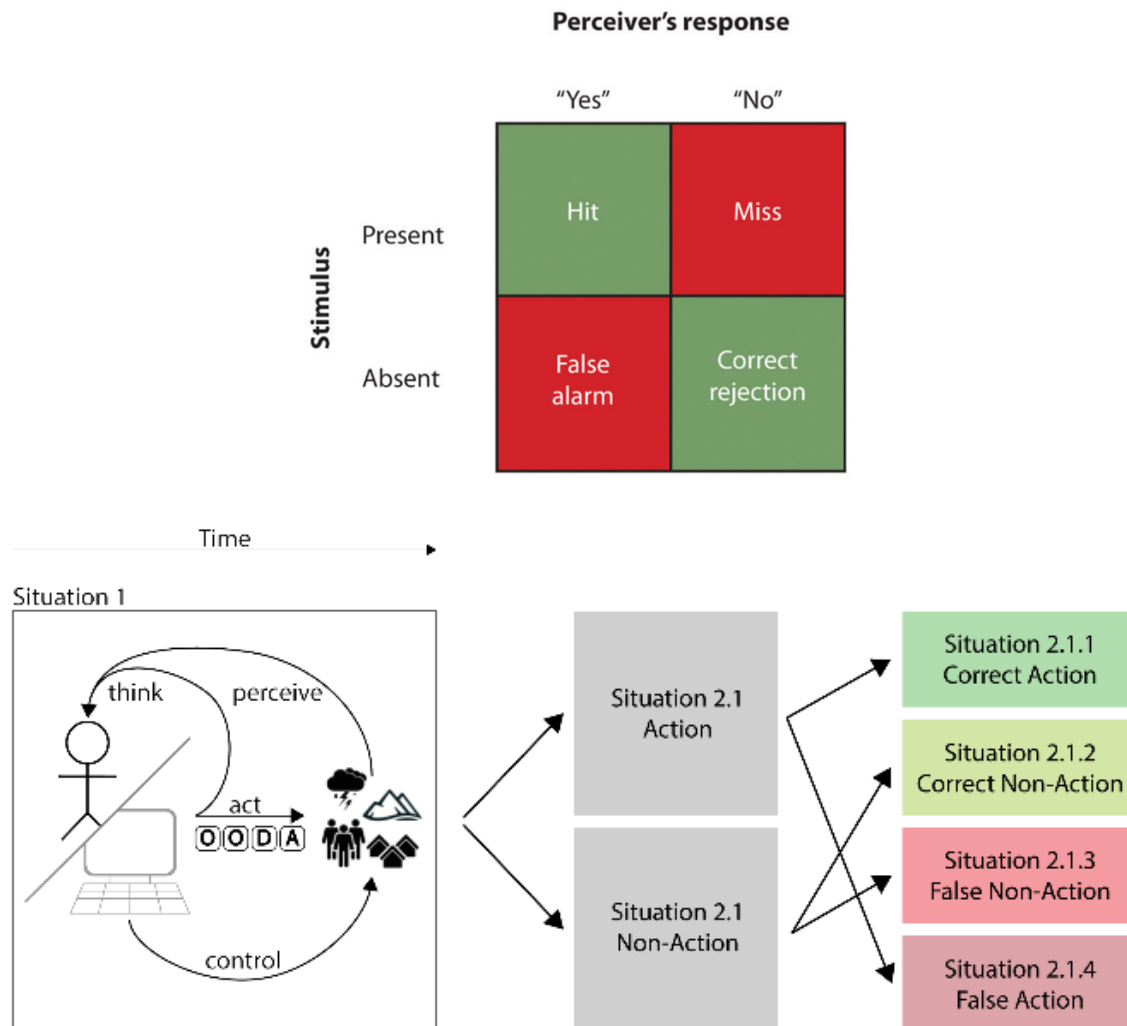 Perceiver's response
“Yes” “No”
Stimulus
Present
Hit
Miss
Absent
False
alarm
Correct
rejection
Time
Situation 1
think
perceive
act
OODA
control
Situation 2.1
Action
Situation 2.1
Non-Action
Situation 2.1.1
Correct Action
Situation 2.1.2
Correct Non-Action
Situation 2.1.3
False Non-Action
Situation 2.1.4
False Action